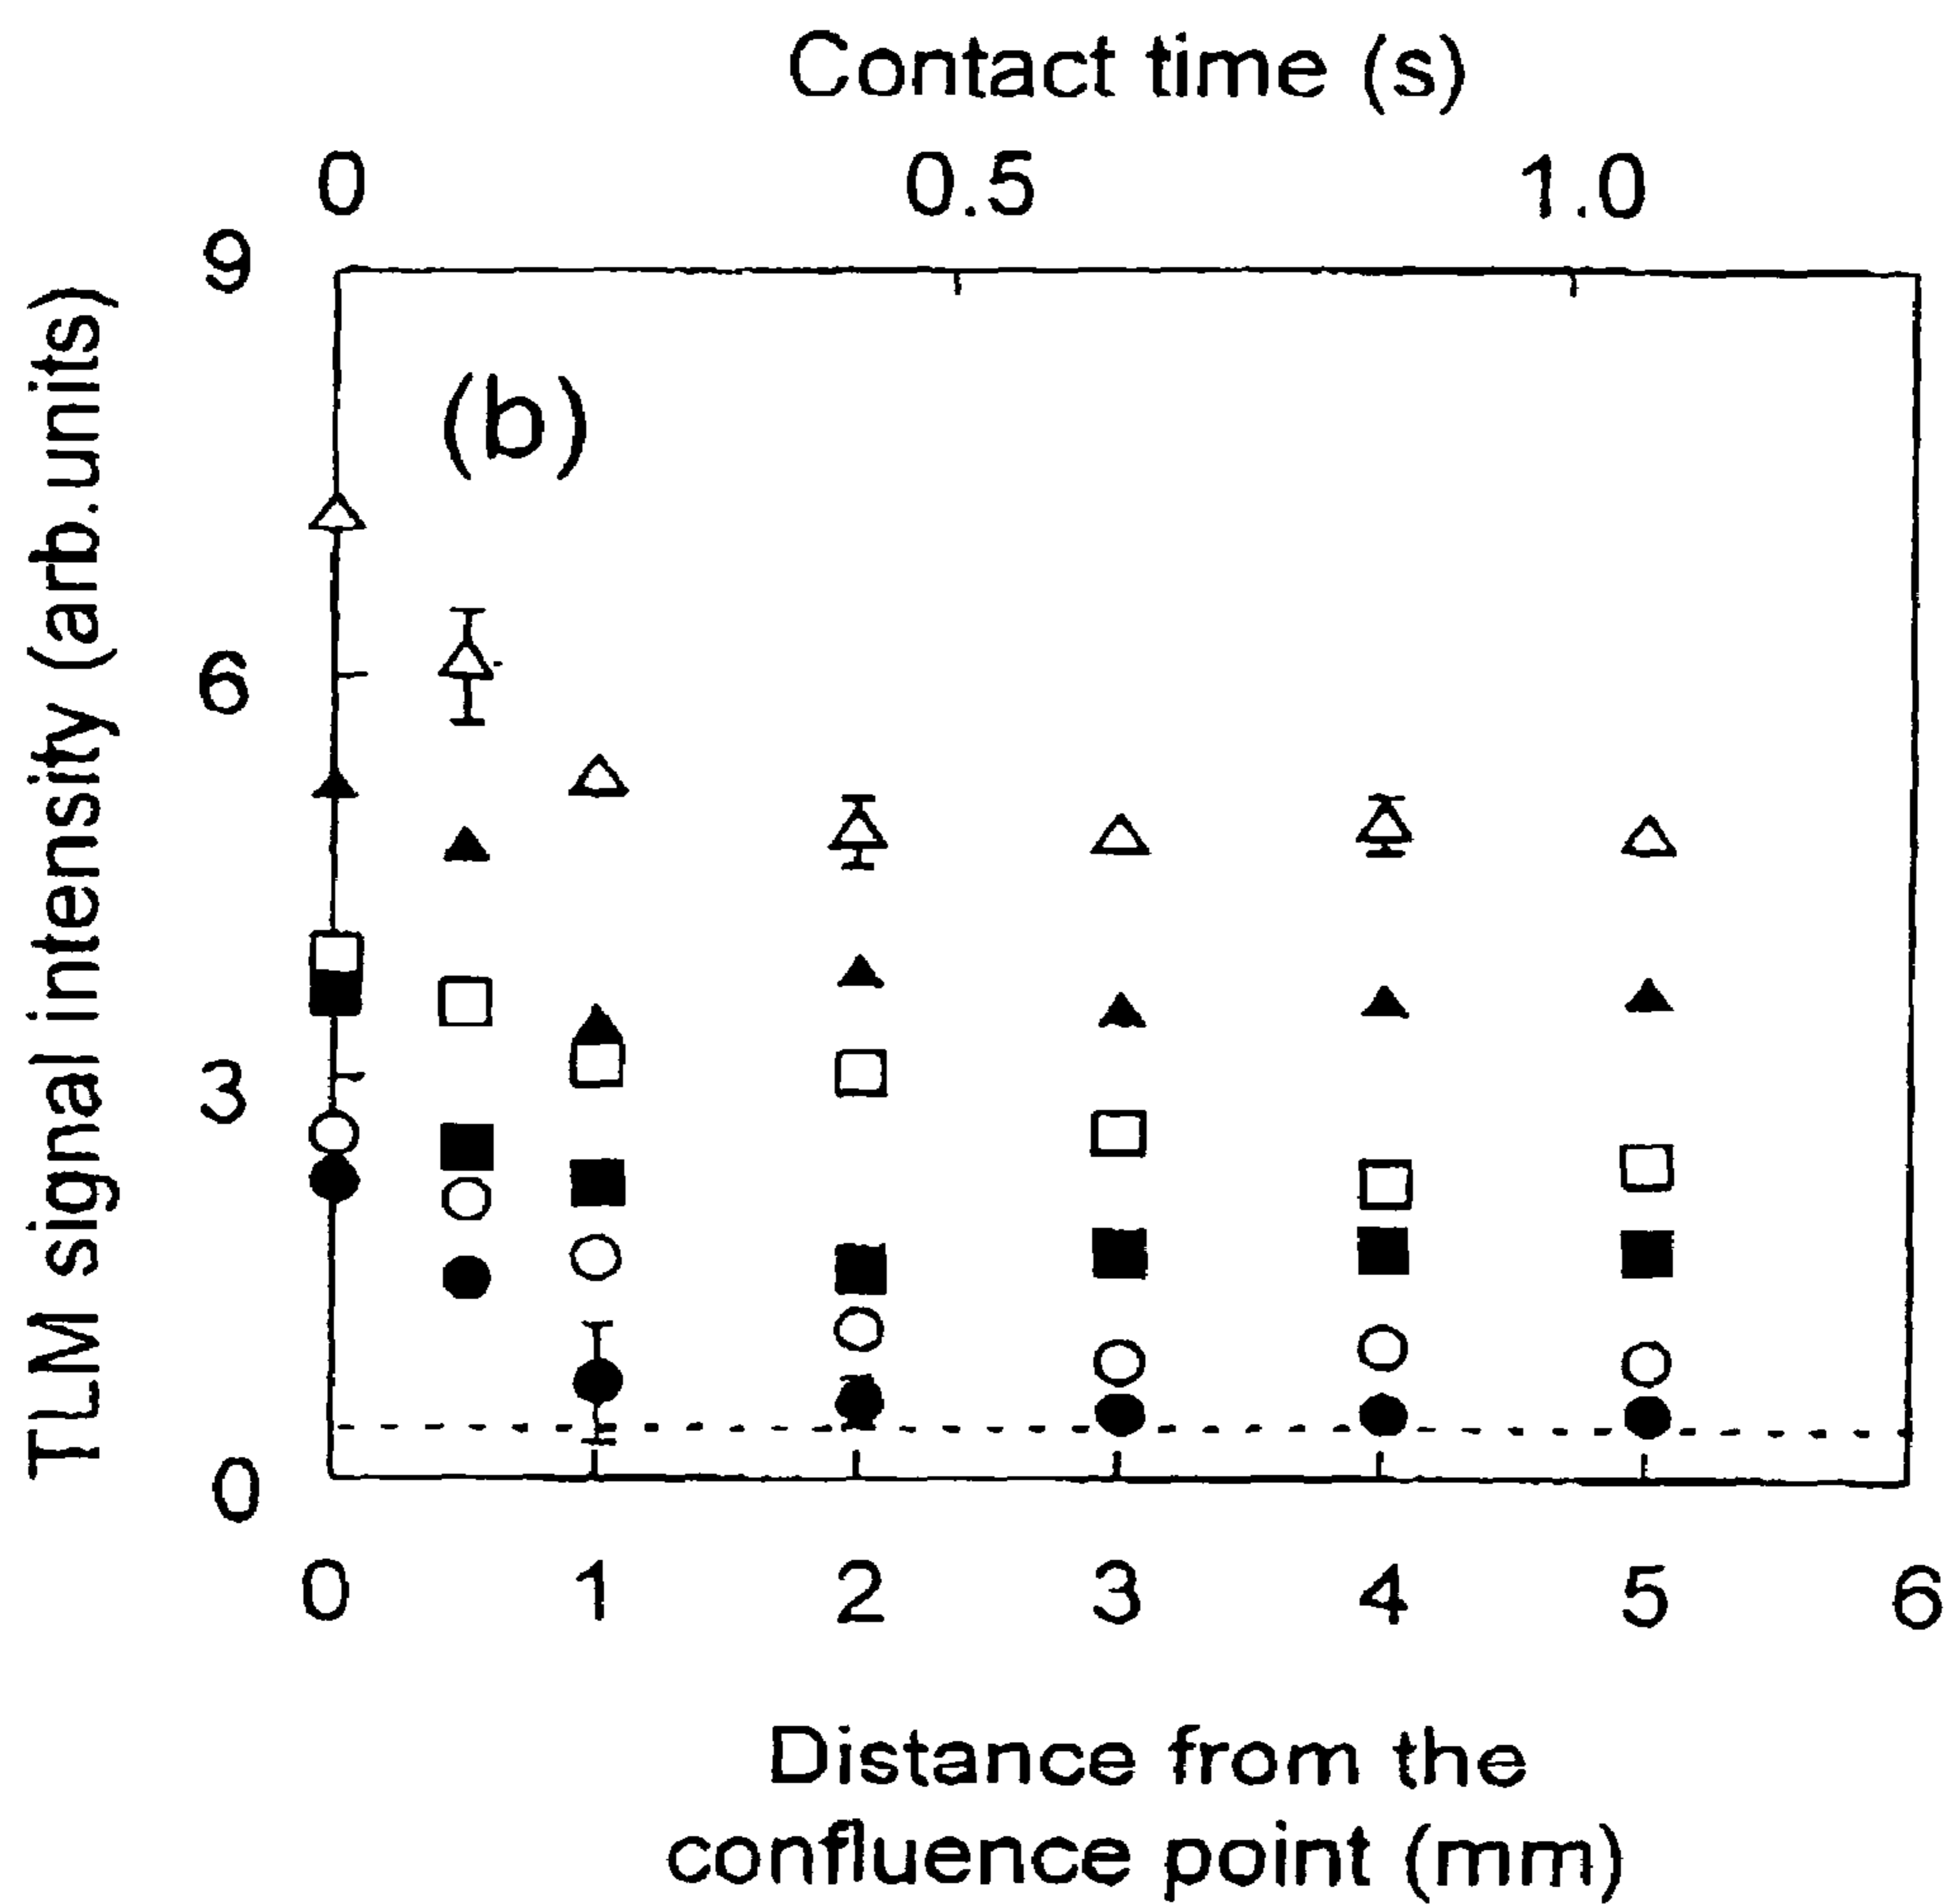 Contact time (s)
0 0.5 1.0
9
(b)
6
3
0
TLM signal intensity (arb.units)
0 1 2 3 4 5 6
Distance from the
confluence point (mm)